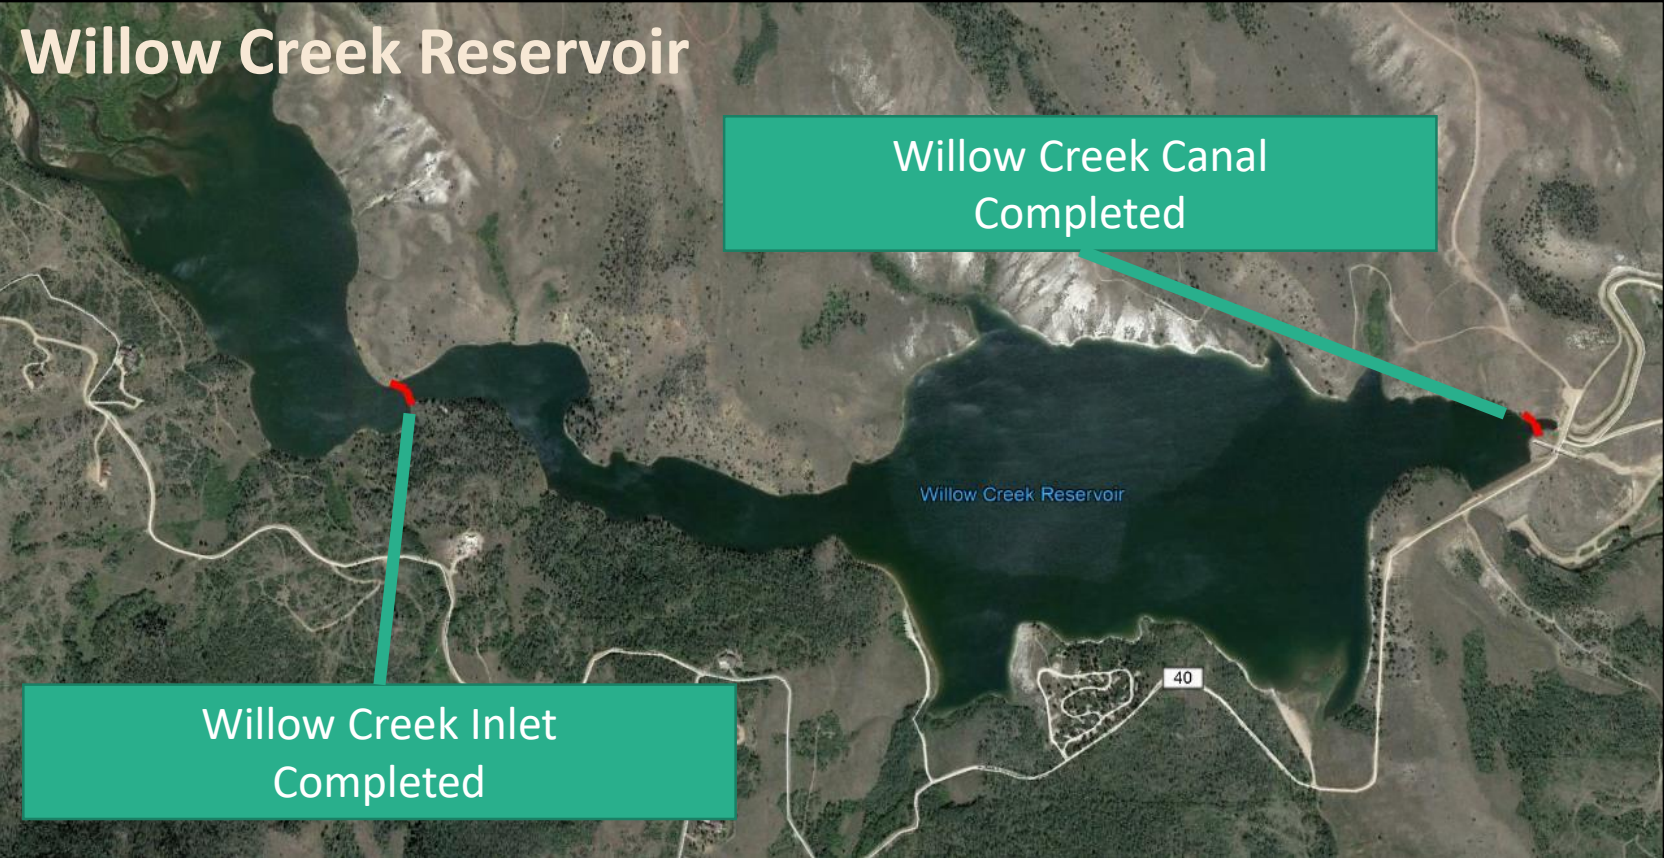 Willow Creek Reservoir
Willow Creek Canal
Completed
Willow Creek Reservoir
40
Willow Creek Inlet
Completed